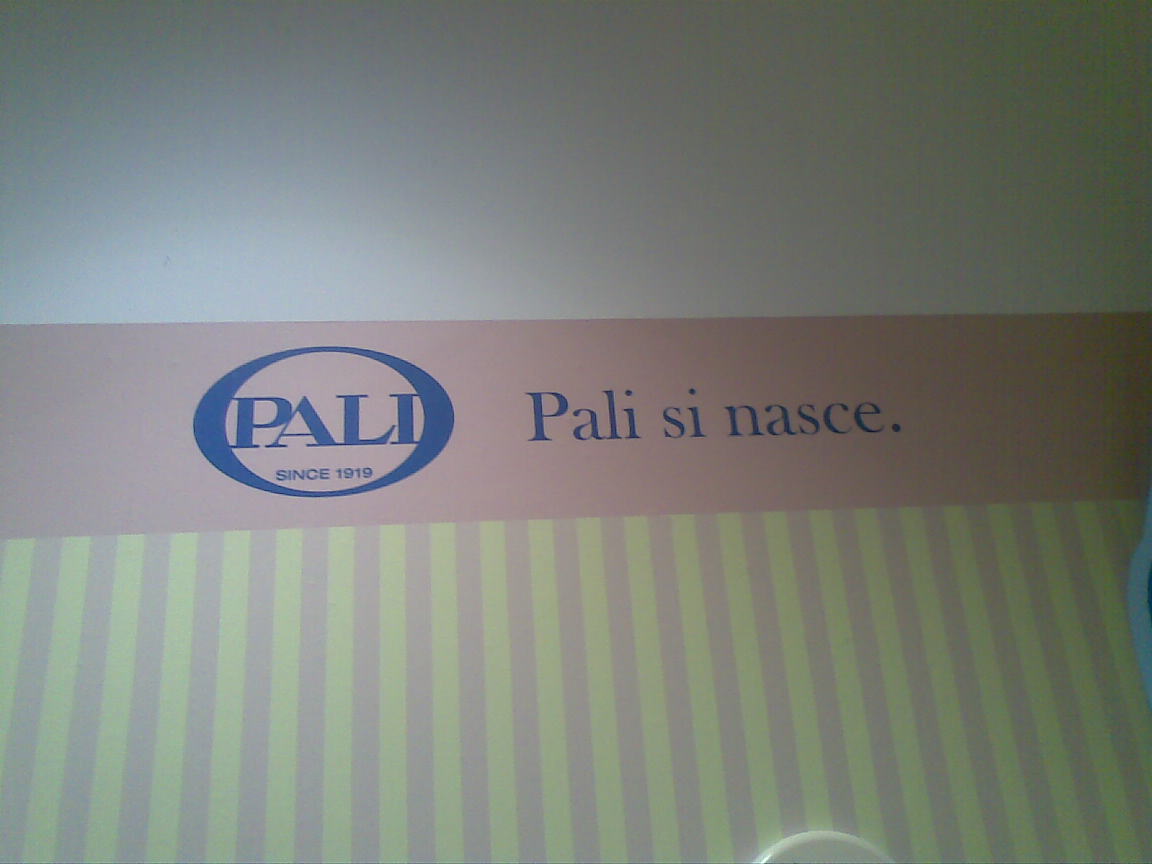 PALI
SINCE 1919
Pali si nasce.